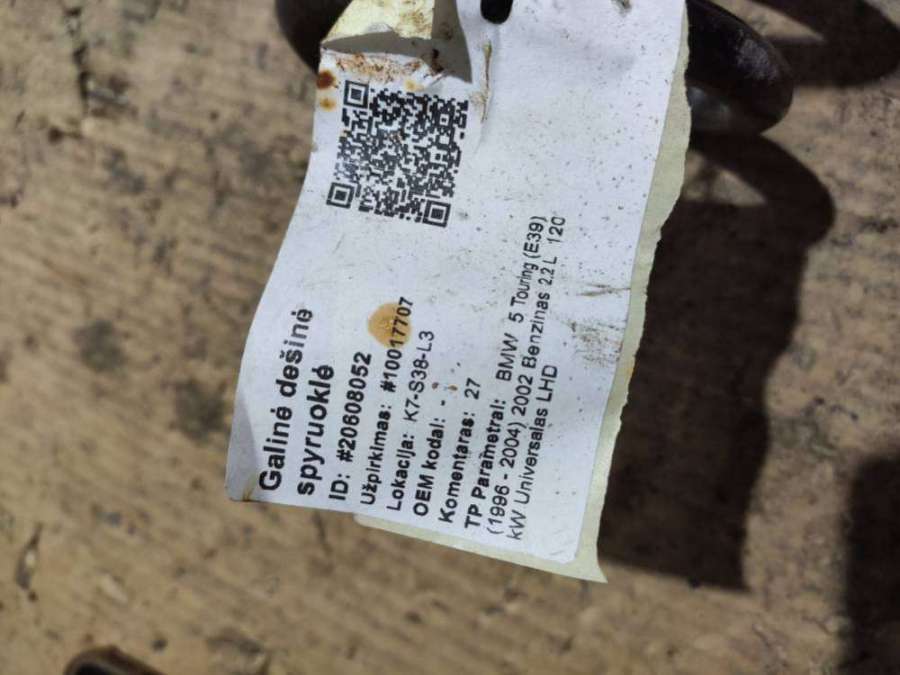 Galinė dešinė
spyruoklė
ID: #20608052
Užpirkimas: #10017707
Lokacija: K7-S38-L3
OEM kodai: -
Komentaras: 27
TP Parametrai: BMW 5 Touring (E39)
(1996 - 2004) 2002 Benzinas 2.2 L 120
kW Universalas LHD